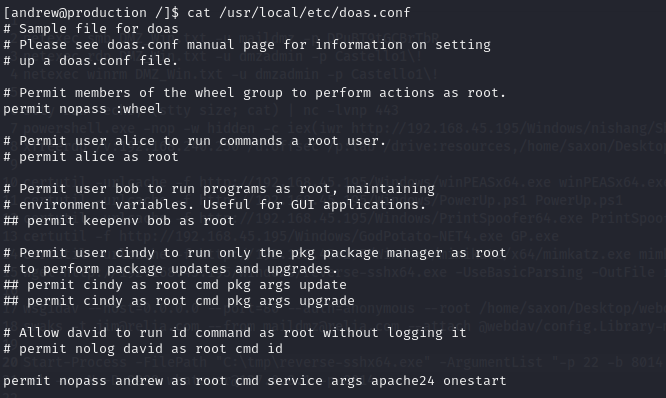 [andrew@production /]$ cat /usr/local/etc/doas.conf
# Sample file for doas
# Please see doas.conf manual page for information on setting
# up a doas.conf file.
# Permit members of the wheel group to perform actions as root.
permit nopass :wheel
# Permit user alice to run commands a root user.
# permit alice as root
# Permit user bob to run programs as root, maintaining
# environment variables. Useful for GUI applications.
## permit keepenv bob as root
# Permit user cindy to run only the pkg package manager as root
# to perform package updates and upgrades.
## permit cindy as root cmd pkg args update
## permit cindy as root cmd pkg args upgrade
# Allow david to run id command as root without logging it
# permit nolog david as root cmd id
permit nopass andrew as root cmd service args apache24 onestart